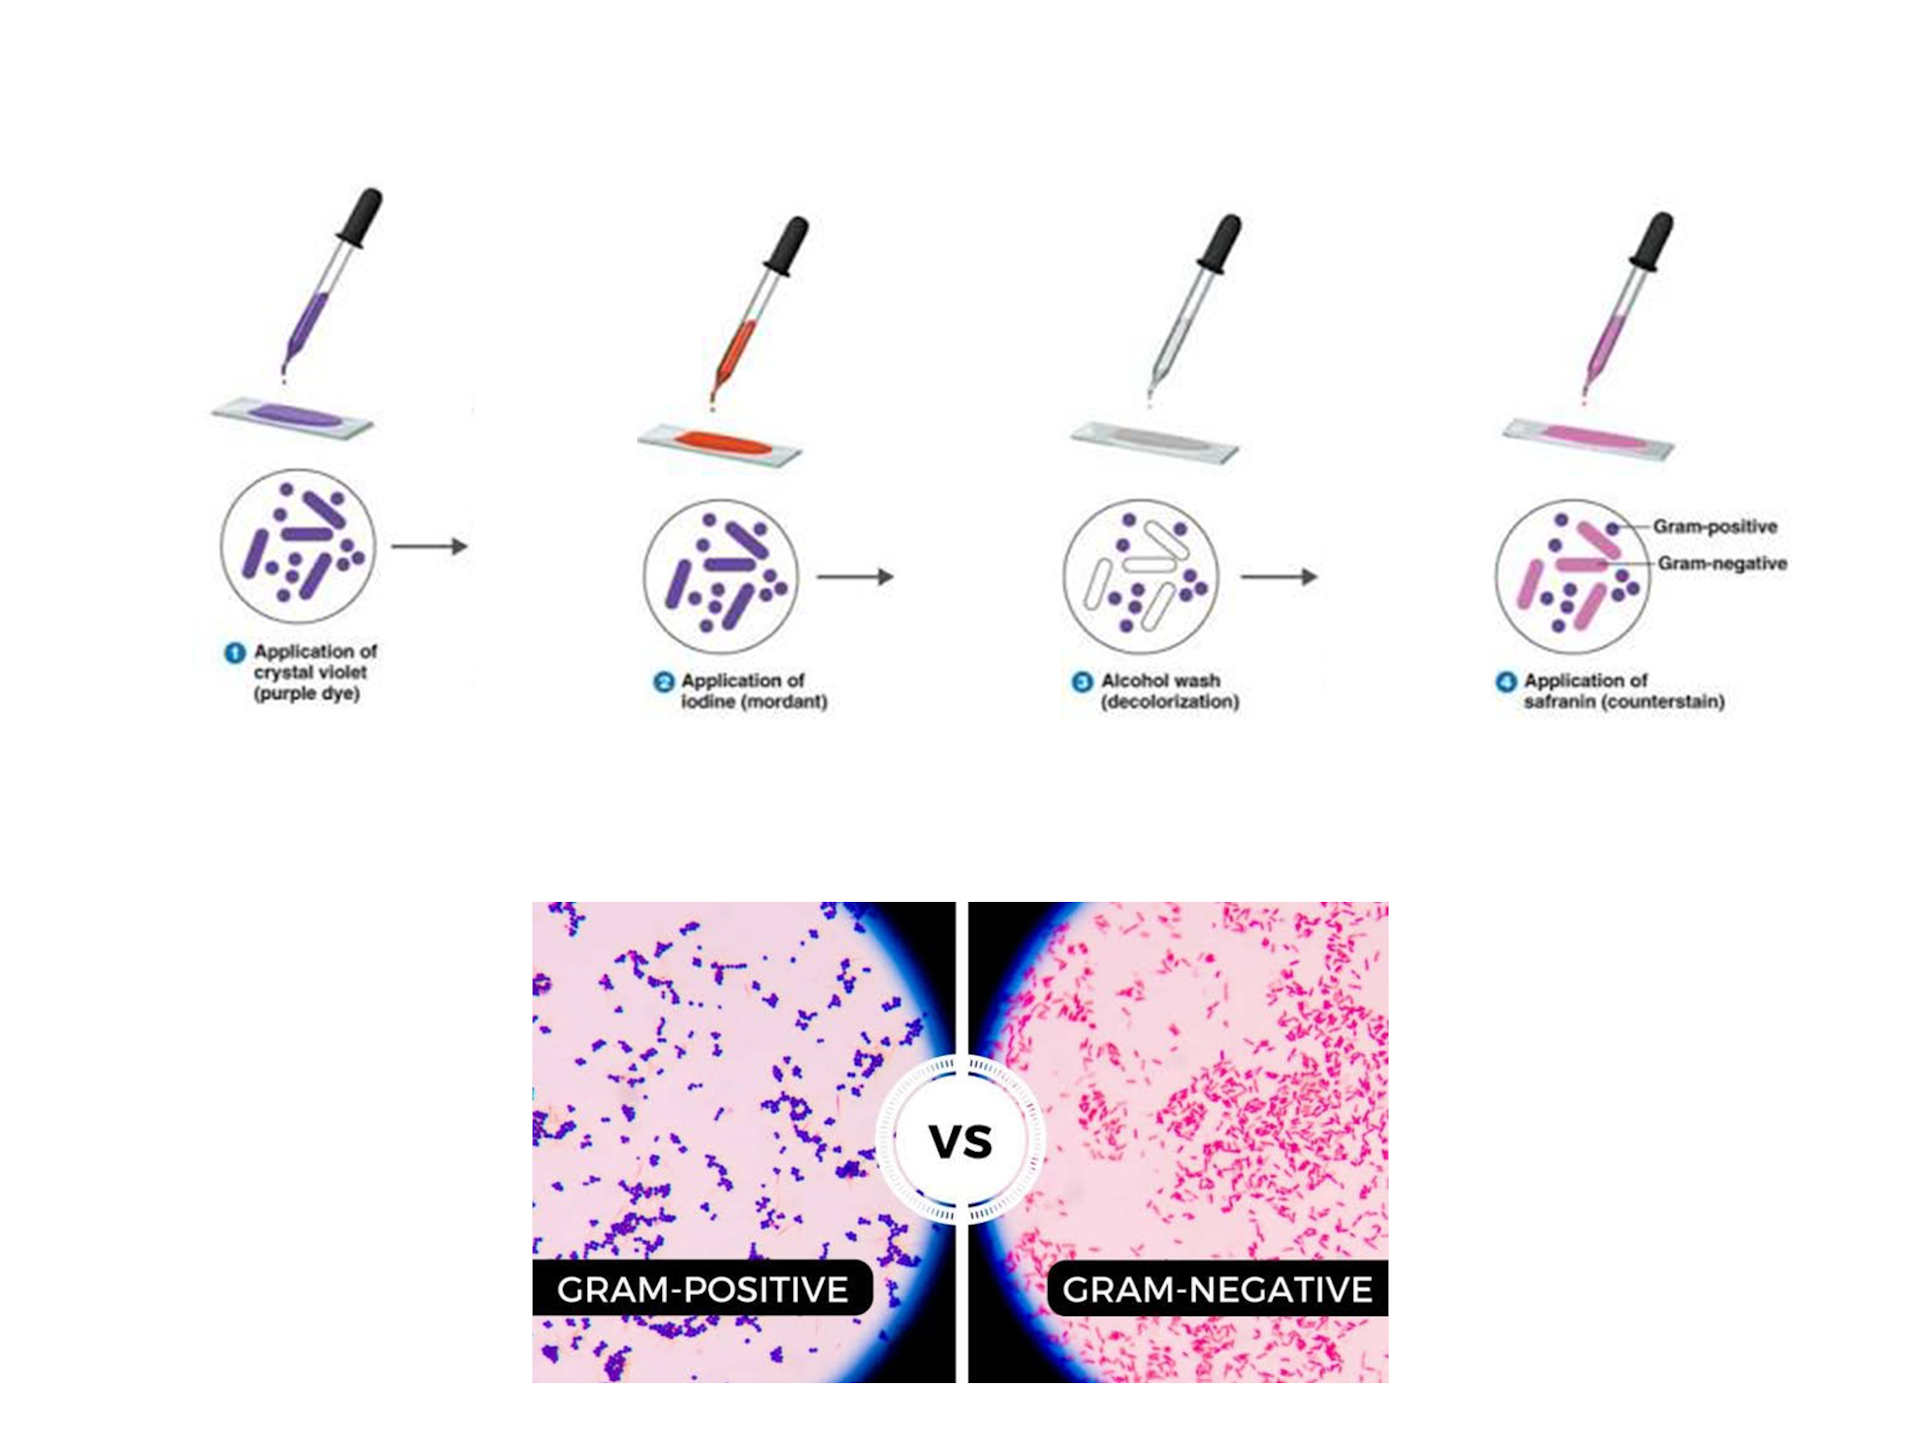 Gram-positive
Gram-negative
1 Application of
crystal violet
(purple dye)
2 Application of
iodine (mordant)
3 Alcohol wash
(decolorization)
4 Application of
safranin (counterstain)
VS
GRAM-POSITIVE
GRAM-NEGATIVE